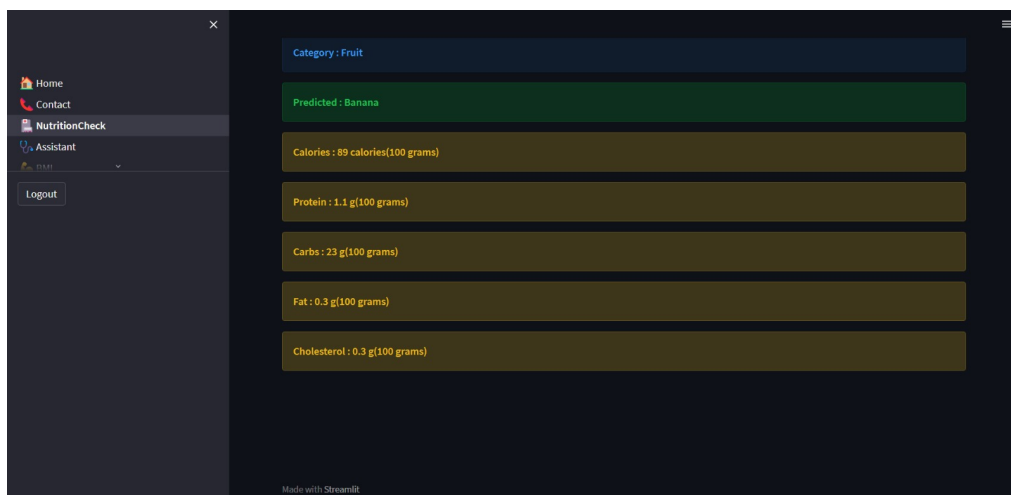 Home
Contact
NutritionCheck
Assistant
BMI
Logout
Category : Fruit
Predicted : Banana
Calories : 89 calories(100 grams)
Protein : 1.1 g(100 grams)
Carbs : 23 g(100 grams)
Fat : 0.3 g(100 grams)
Cholesterol : 0.3 g(100 grams)
Made with Streamlit